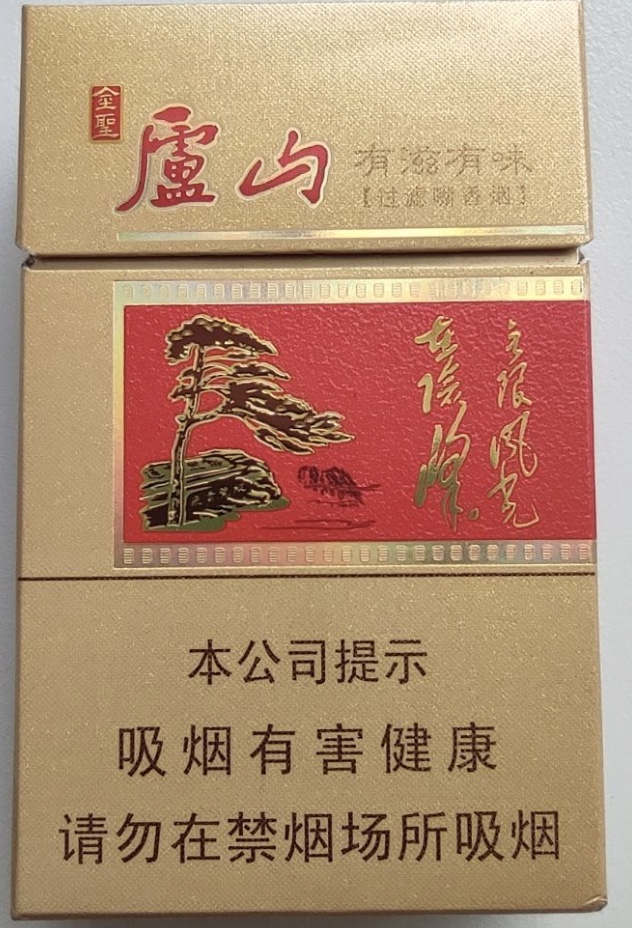 金聖
廬山
有滋有味
【过滤嘴香烟】
无限风光
在险峰。
本公司提示
吸烟有害健康
请勿在禁烟场所吸烟